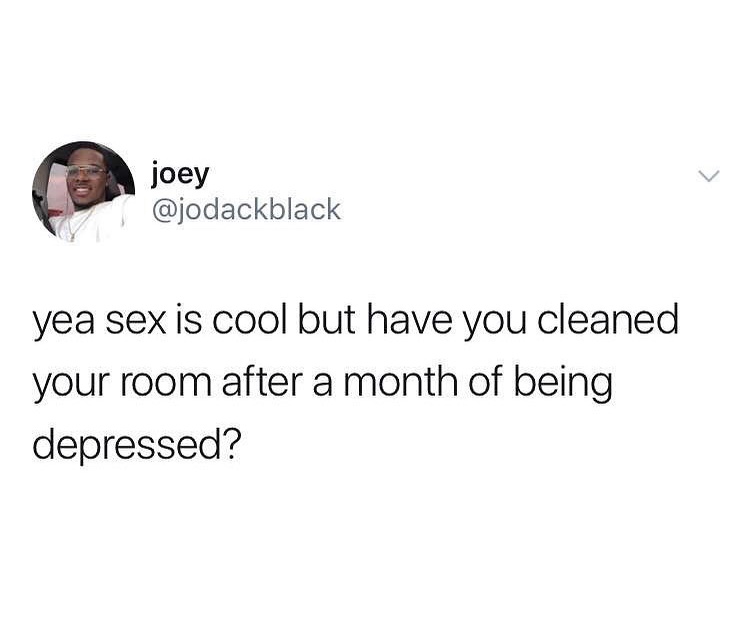 joey
@jodackblack
yea sex is cool but have you cleaned
your room after a month of being
depressed?